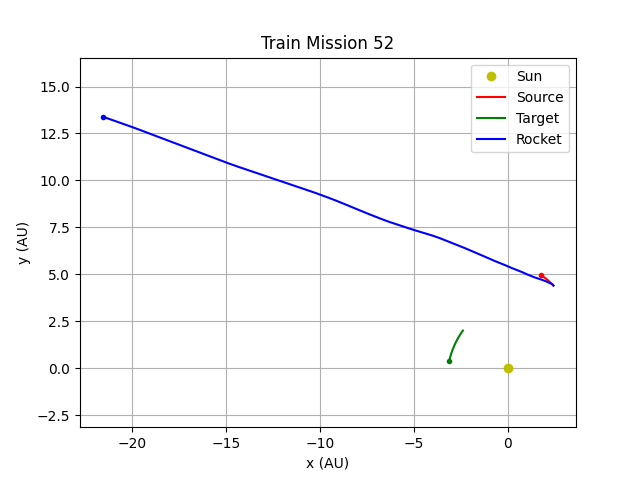 Train Mission 52
Sun
Source
Target
Rocket
15.0
12.5
10.0
7.5
5.0
2.5
0.0
−2.5
y (AU)
−20 −15 −10 −5 0
x (AU)